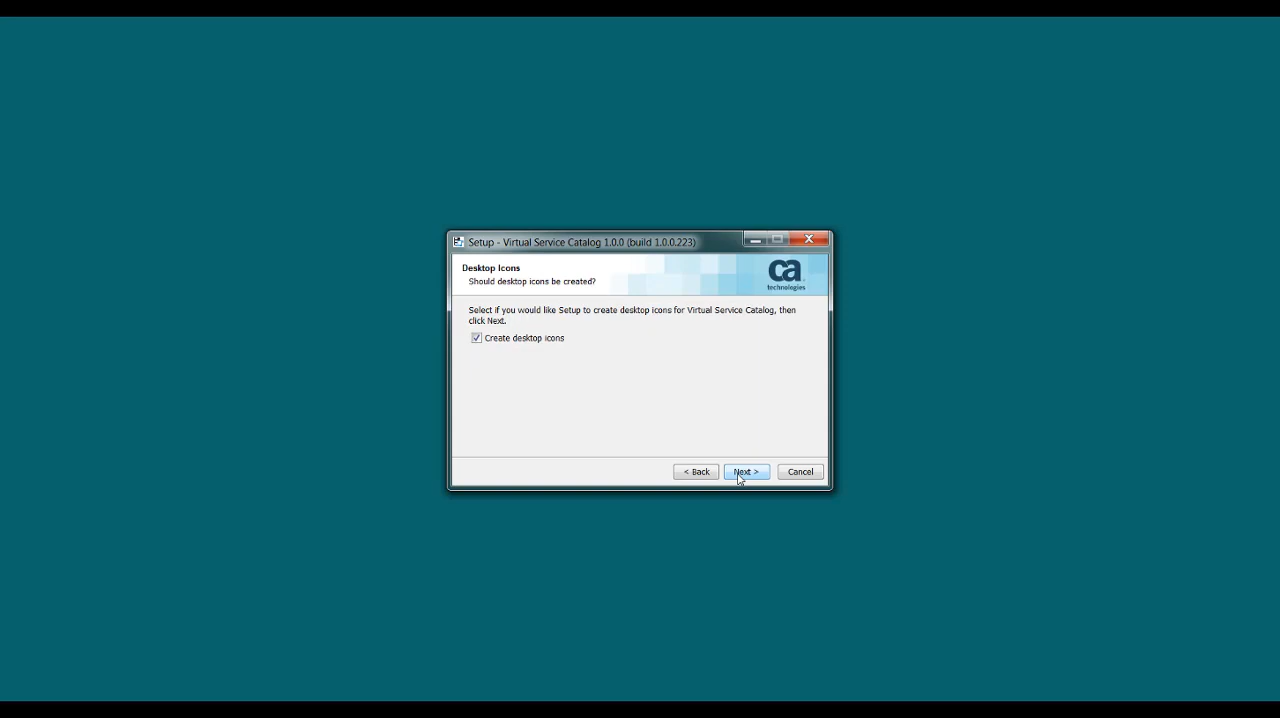 Setup - Virtual Service Catalog 1.0.0 (build 1.0.0.223)
Desktop Icons
Should desktop icons be created?
ca
technologies
Select if you would like Setup to create desktop icons for Virtual Service Catalog, then
click Next.
Create desktop icons
< Back
Next >
Cancel